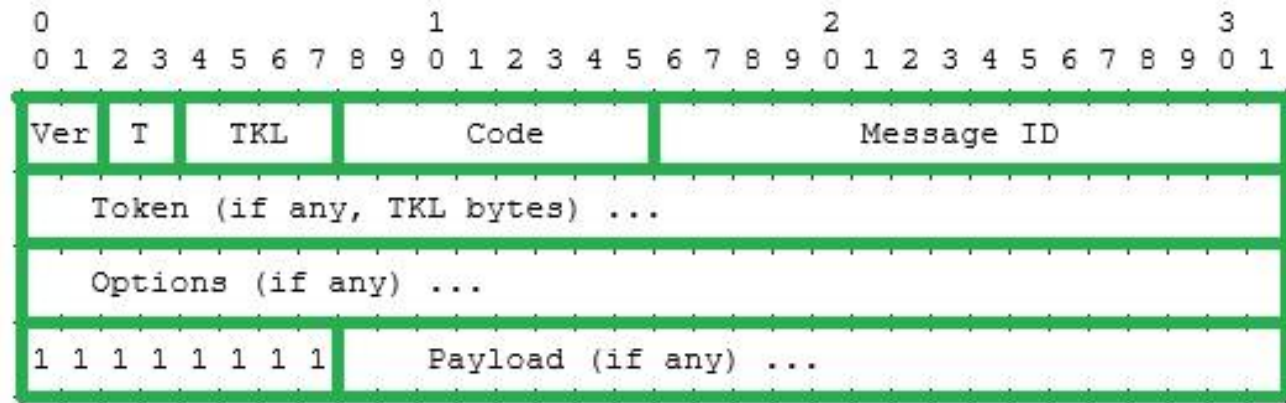 0 1 2 3
0 1 2 3 4 5 6 7 8 9 0 1 2 3 4 5 6 7 8 9 0 1 2 3 4 5 6 7 8 9 0 1
Ver T TKL Code Message ID
Token (if any, TKL bytes) ...
Options (if any) ...
1 1 1 1 1 1 1 1 Payload (if any) ...